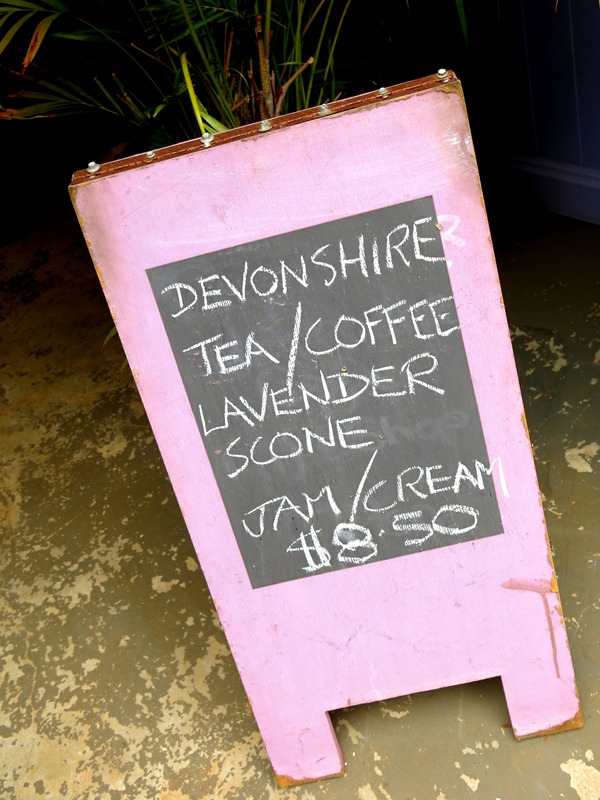 DEVONSHIRE
TEA/COFFEE
LAVENDER
SCONE
JAM/CREAM
$8.50